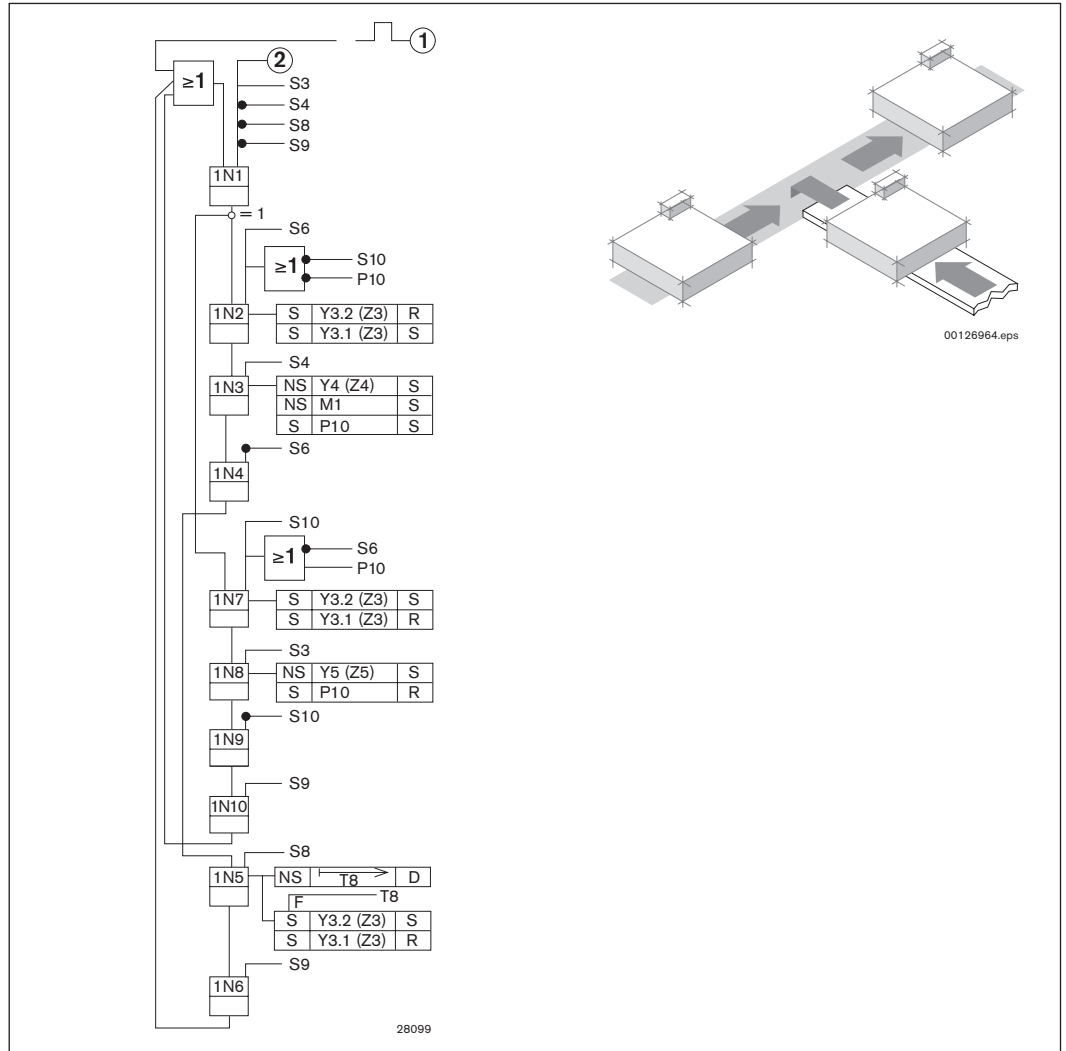 1
≥1
2
S3
S4
S8
S9
1N1
= 1
S6
≥1
S10
P10
1N2
S Y3.2 (Z3) R
S Y3.1 (Z3) S
S4
1N3
NS Y4 (Z4) S
NS M1 S
S P10 S
S6
1N4
S10
≥1
S6
P10
1N7
S Y3.2 (Z3) S
S Y3.1 (Z3) R
S3
1N8
NS Y5 (Z5) S
S P10 R
S10
1N9
S9
1N10
S8
1N5
NS T8 D
F T8
S Y3.2 (Z3) S
S Y3.1 (Z3) R
S9
1N6
28099
00126964.eps